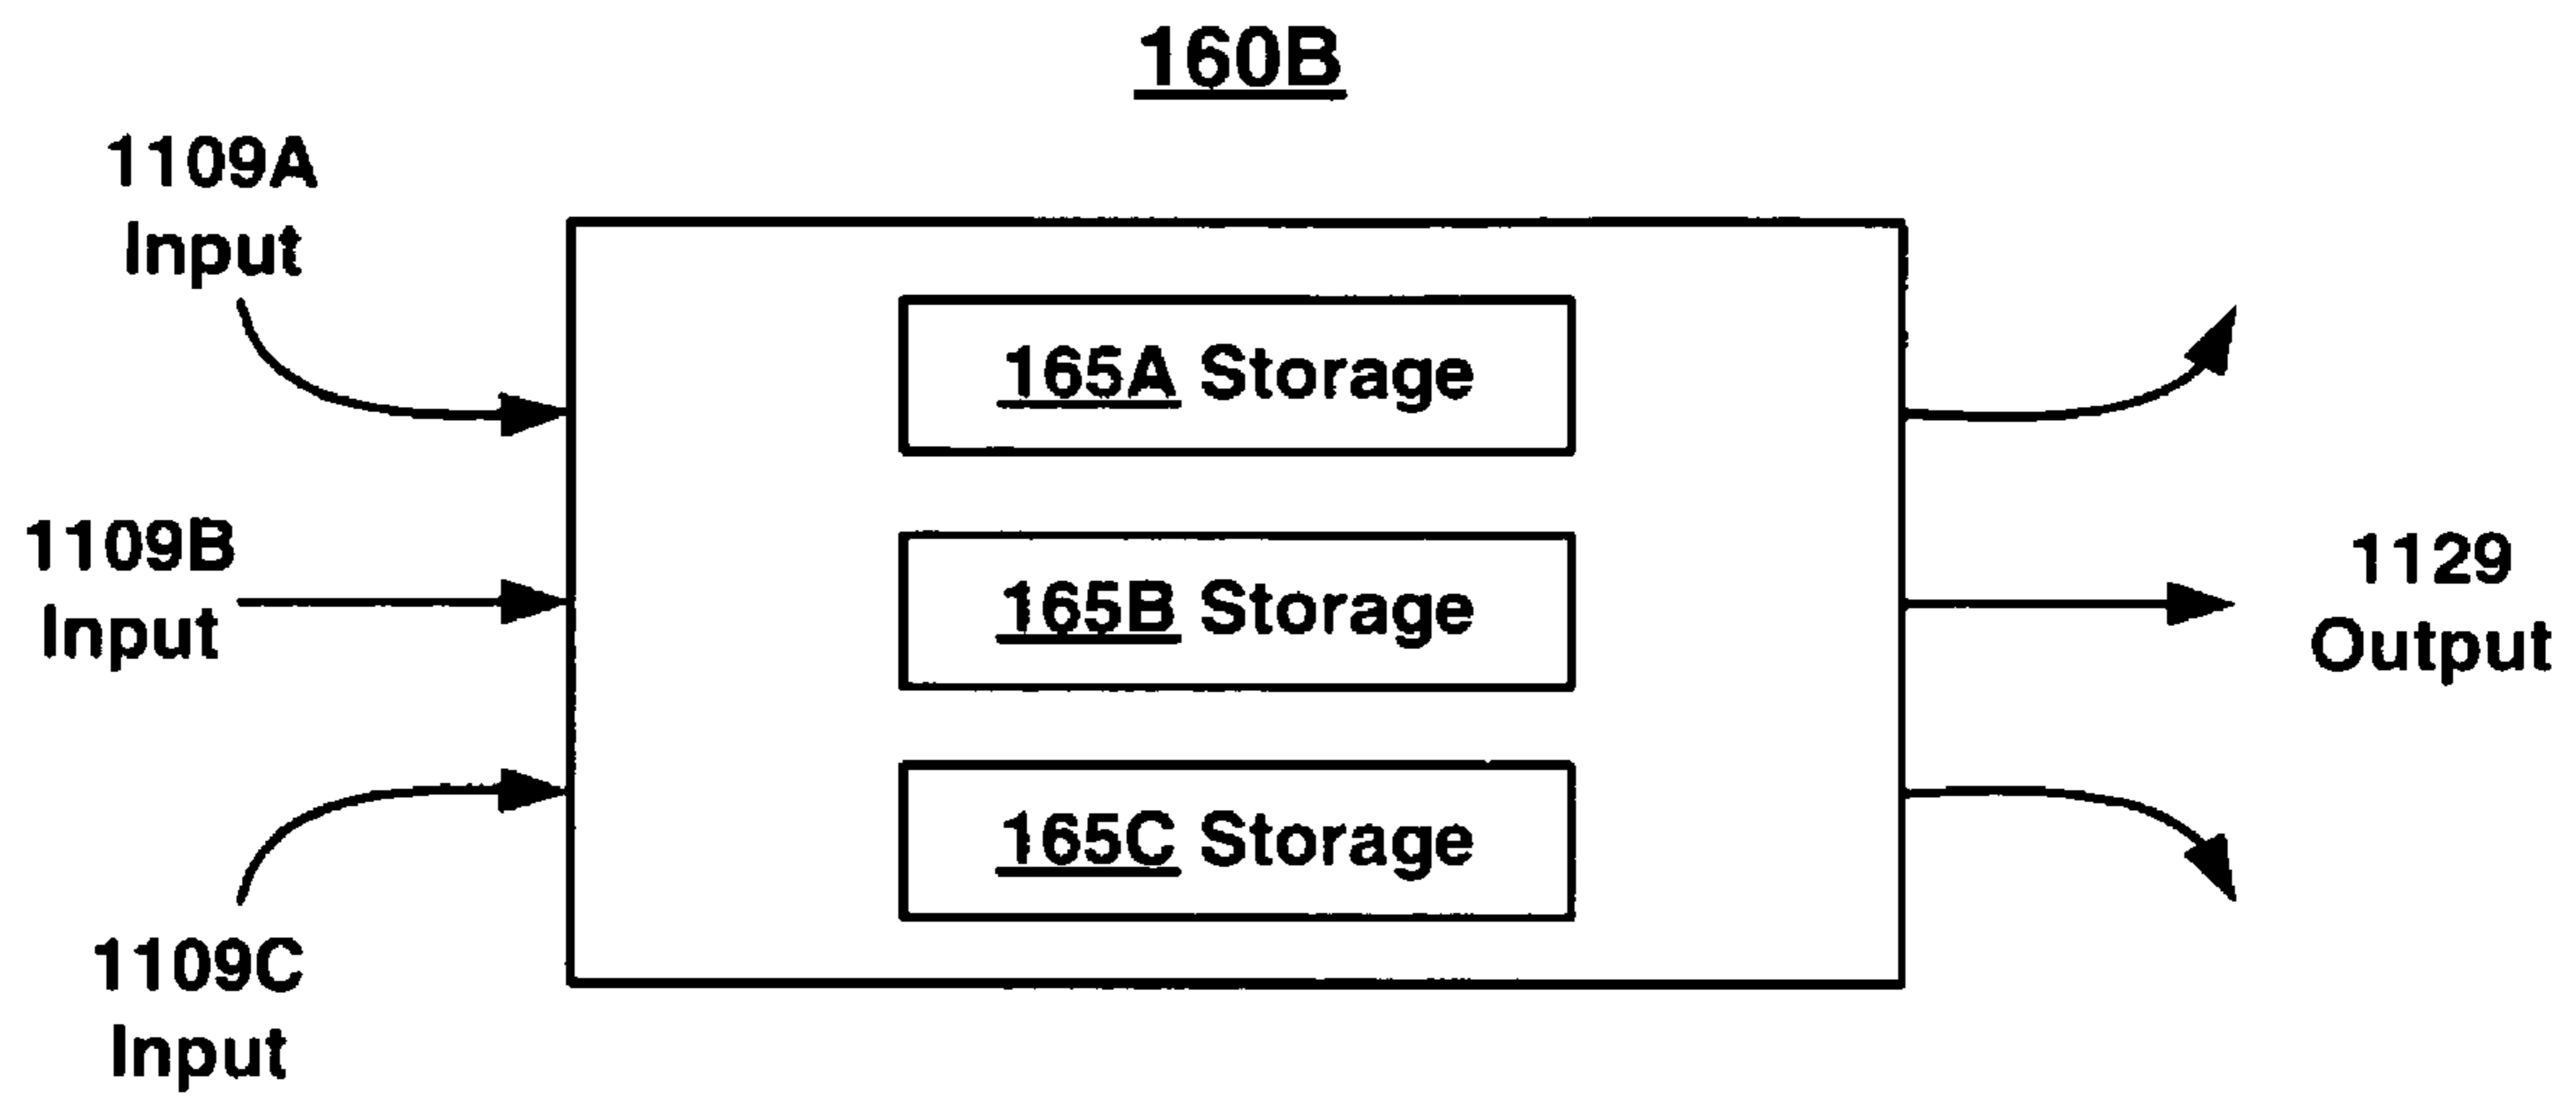 160B
1109A
Input
165A Storage
1109B
Input
165B Storage
1129
Output
165C Storage
1109C
Input